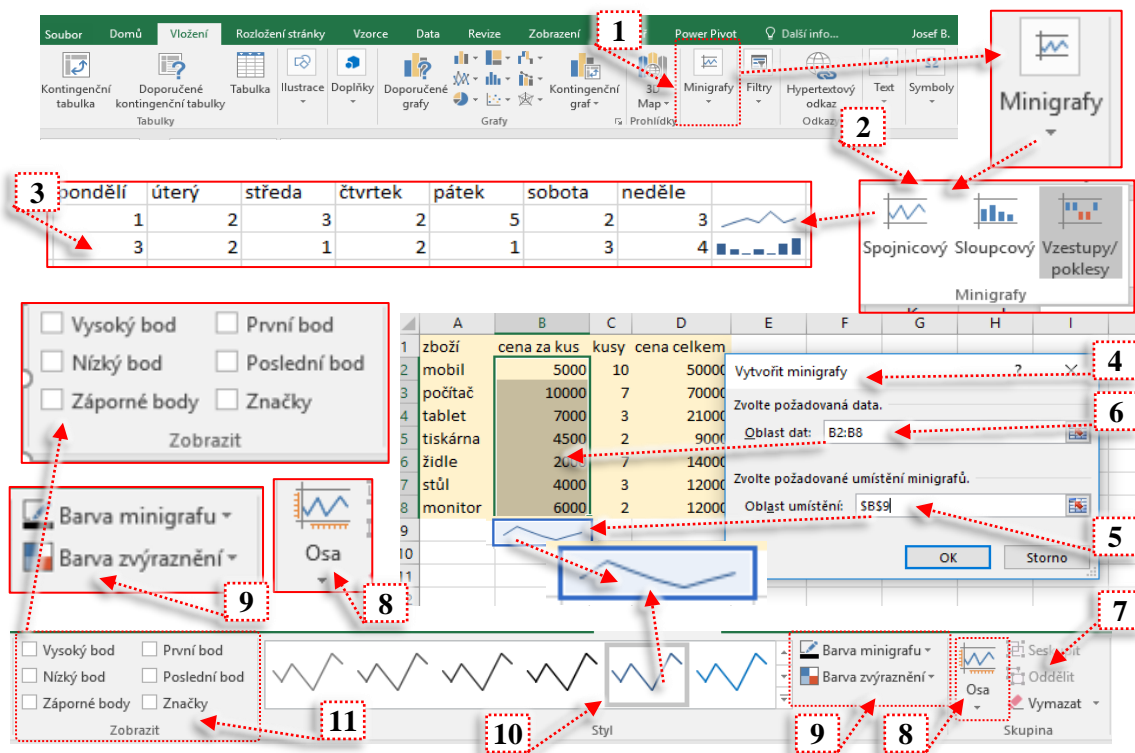 Soubor Domů Vložení Rozložení stránky Vzorce Data Revize Zobrazení Power Pivot Další info... Josef B.
1
Kontingenční tabulka
Doporučené kontingenční tabulky
Tabulka
Ilustrace
Doplňky
Doporučené grafy
Kontingenční graf
3D Map
Minigrafy
Filtry
Hypertextový odkaz
Text
Symboly
Tabulky
Grafy
Prohlídky
Odkazy
Minigrafy
2
3
pondělí úterý středa čtvrtek pátek sobota neděle
1 2 3 2 5 2 3
3 2 1 2 1 3 4
Spojnicový Sloupcový Vzestupy/
poklesy
Minigrafy
Vysoký bod První bod
Nízký bod Poslední bod
Záporné body Značky
Zobrazit
A B C D E F G H I
1 zboží cena za kus kusy cena celkem
2 mobil 5000 10 50000
3 počítač 10000 7 70000
4 tablet 7000 3 21000
5 tiskárna 4500 2 9000
6 židle 2000 7 14000
7 stůl 4000 3 12000
8 monitor 6000 2 12000
9
10
11
Vytvořit minigrafy ?
4
Zvolte požadovaná data.
6
Oblast dat: B2:B8
Zvolte požadované umístění minigrafů.
Oblast umístění: $B$9
5
OK Storno
Barva minigrafu
Barva zvýraznění
9
Osa
8
7
Vysoký bod První bod
Nízký bod Poslední bod
Záporné body Značky
Zobrazit
11
10
Styl
Barva minigrafu
Barva zvýraznění
9
Osa
8
Oddělit
Vymazat
Skupina